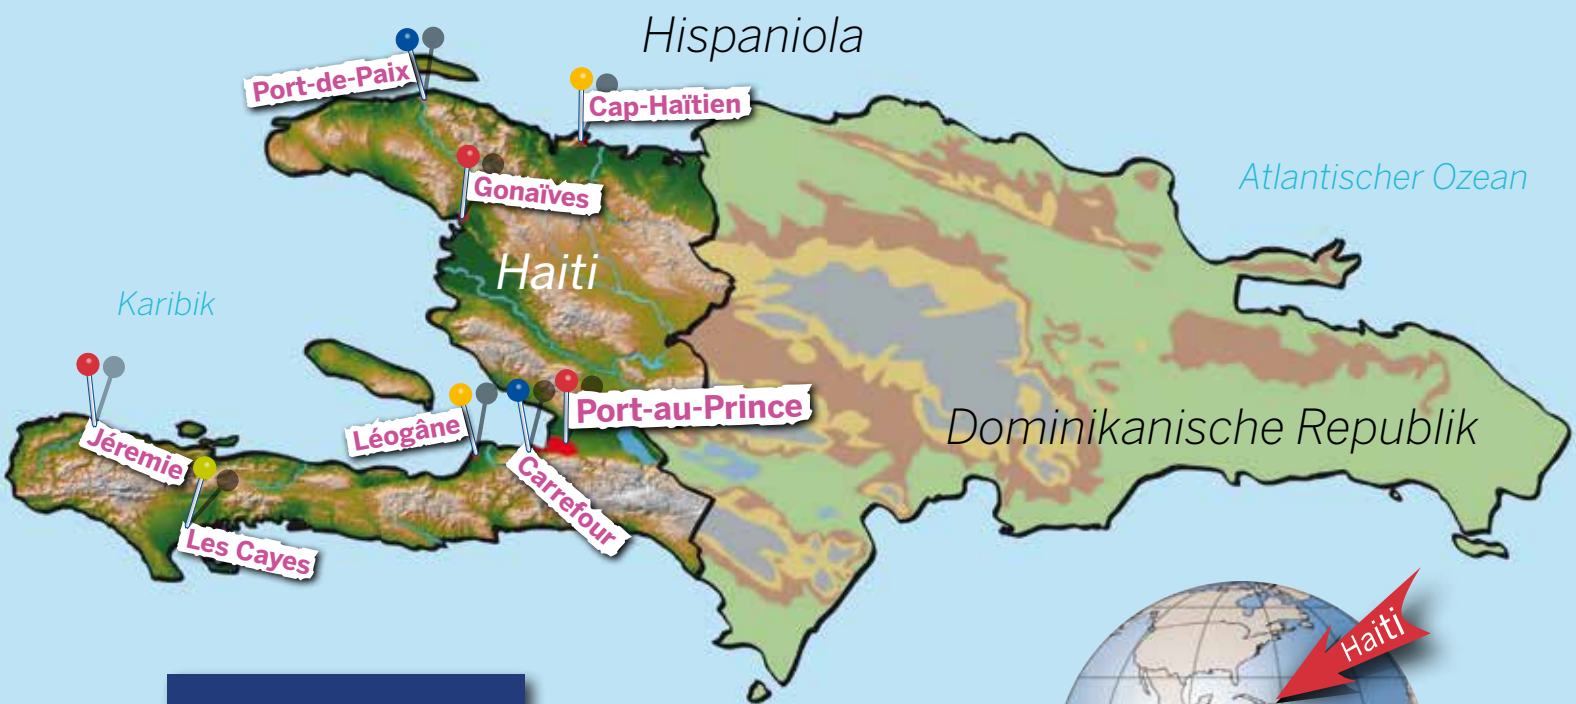 Hispaniola
Port-de-Paix
Cap-Haïtien
Atlantischer Ozean
Gonaïves
Haiti
Karibik
Port-au-Prince
Léogâne
Dominikanische Republik
Jéremie
Carrefour
Les Cayes
Haiti